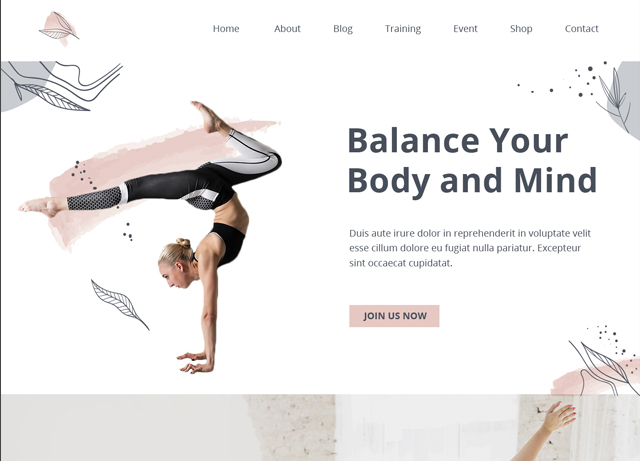 Home About Blog Training Event Shop Contact
Balance Your
Body and Mind
Duis aute irure dolor in reprehenderit in voluptate velit
esse cillum dolore eu fugiat nulla pariatur. Excepteur
sint occaecat cupidatat.
JOIN US NOW